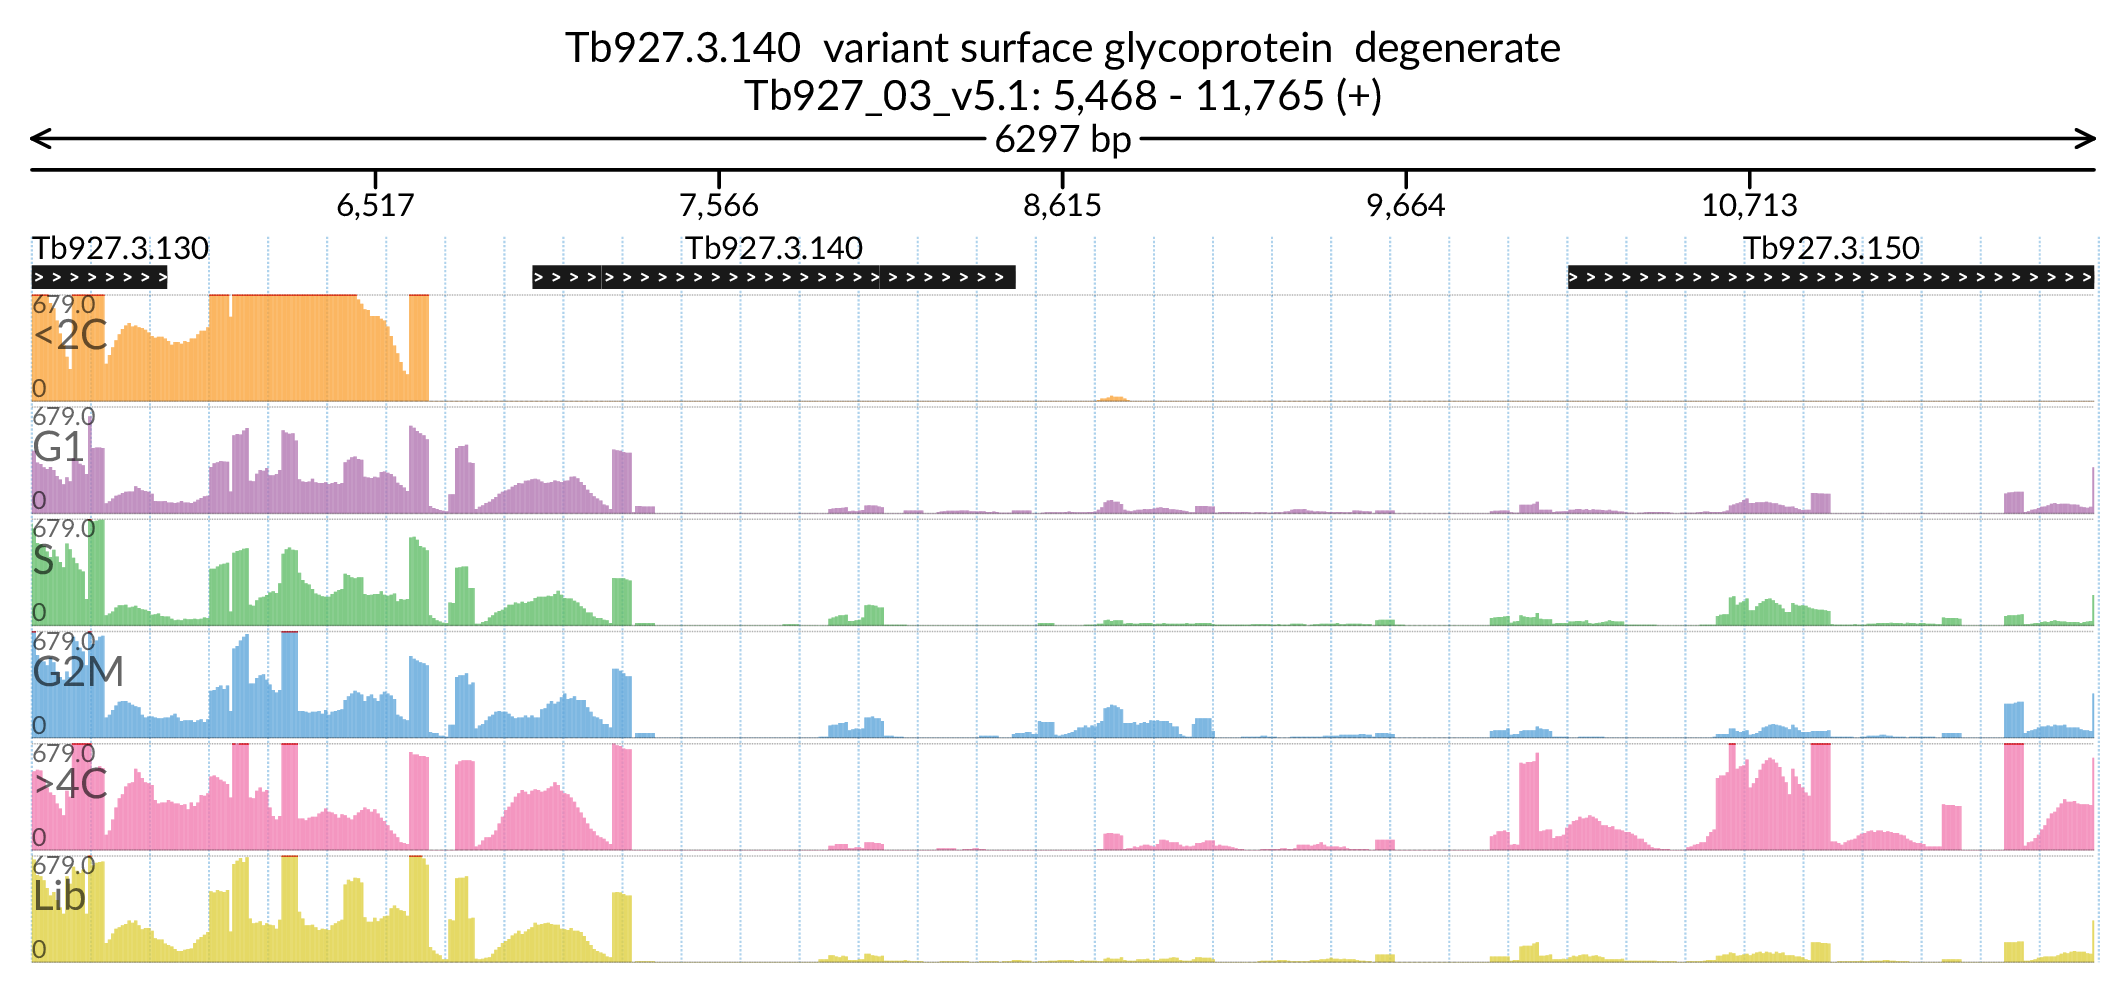 Tb927.3.140  variant surface glycoprotein  degenerate
Tb927_03_v5.1: 5,468 - 11,765 (+)
6297 bp
6,517 7,566 8,615 9,664 10,713
Tb927.3.130 Tb927.3.140 Tb927.3.150
679.0
<2C
0
679.0
G1
0
679.0
S
0
679.0
G2M
0
679.0
>4C
0
679.0
Lib
0